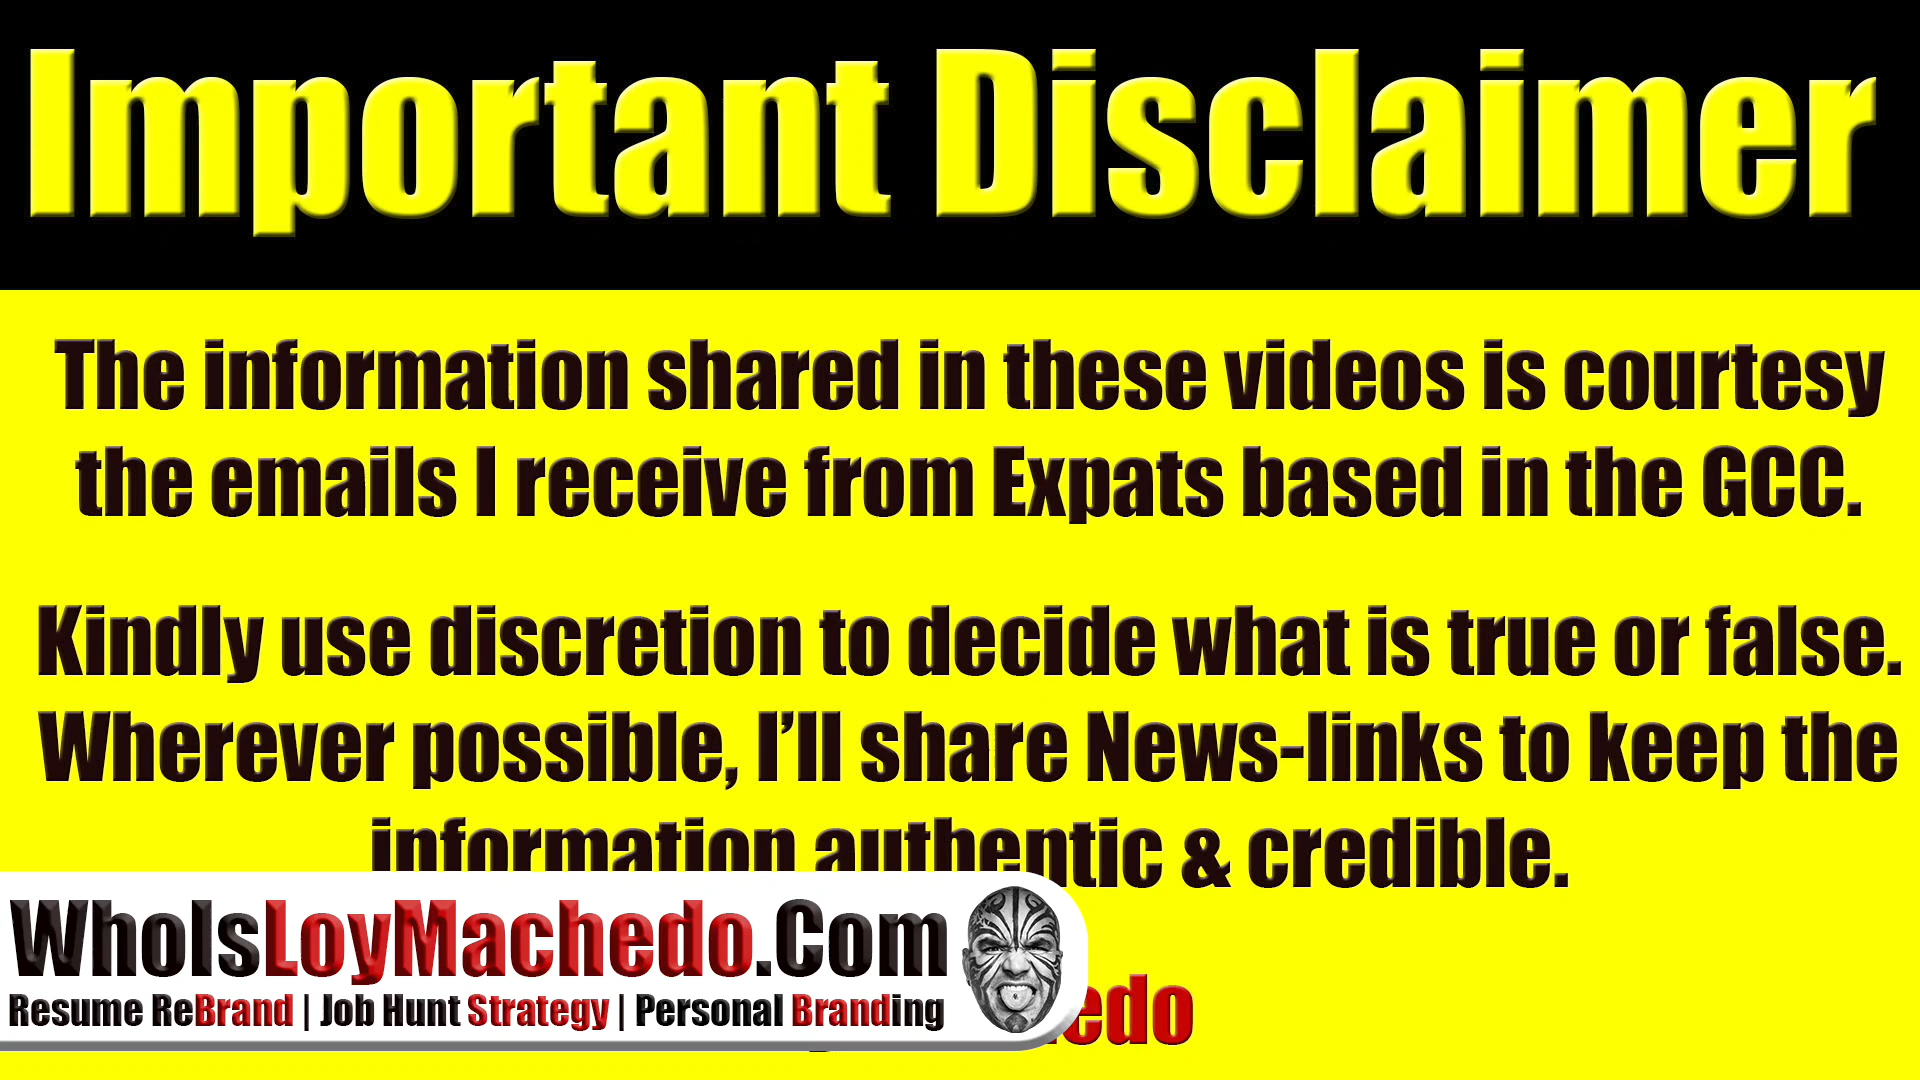 Important Disclaimer
The information shared in these videos is courtesy
the emails I receive from Expats based in the GCC.
Kindly use discretion to decide what is true or false.
Wherever possible, I'll share News-links to keep the
information authentic & credible.
WhoIsLoyMachedo.Com
Resume ReBrand | Job Hunt Strategy | Personal Branding